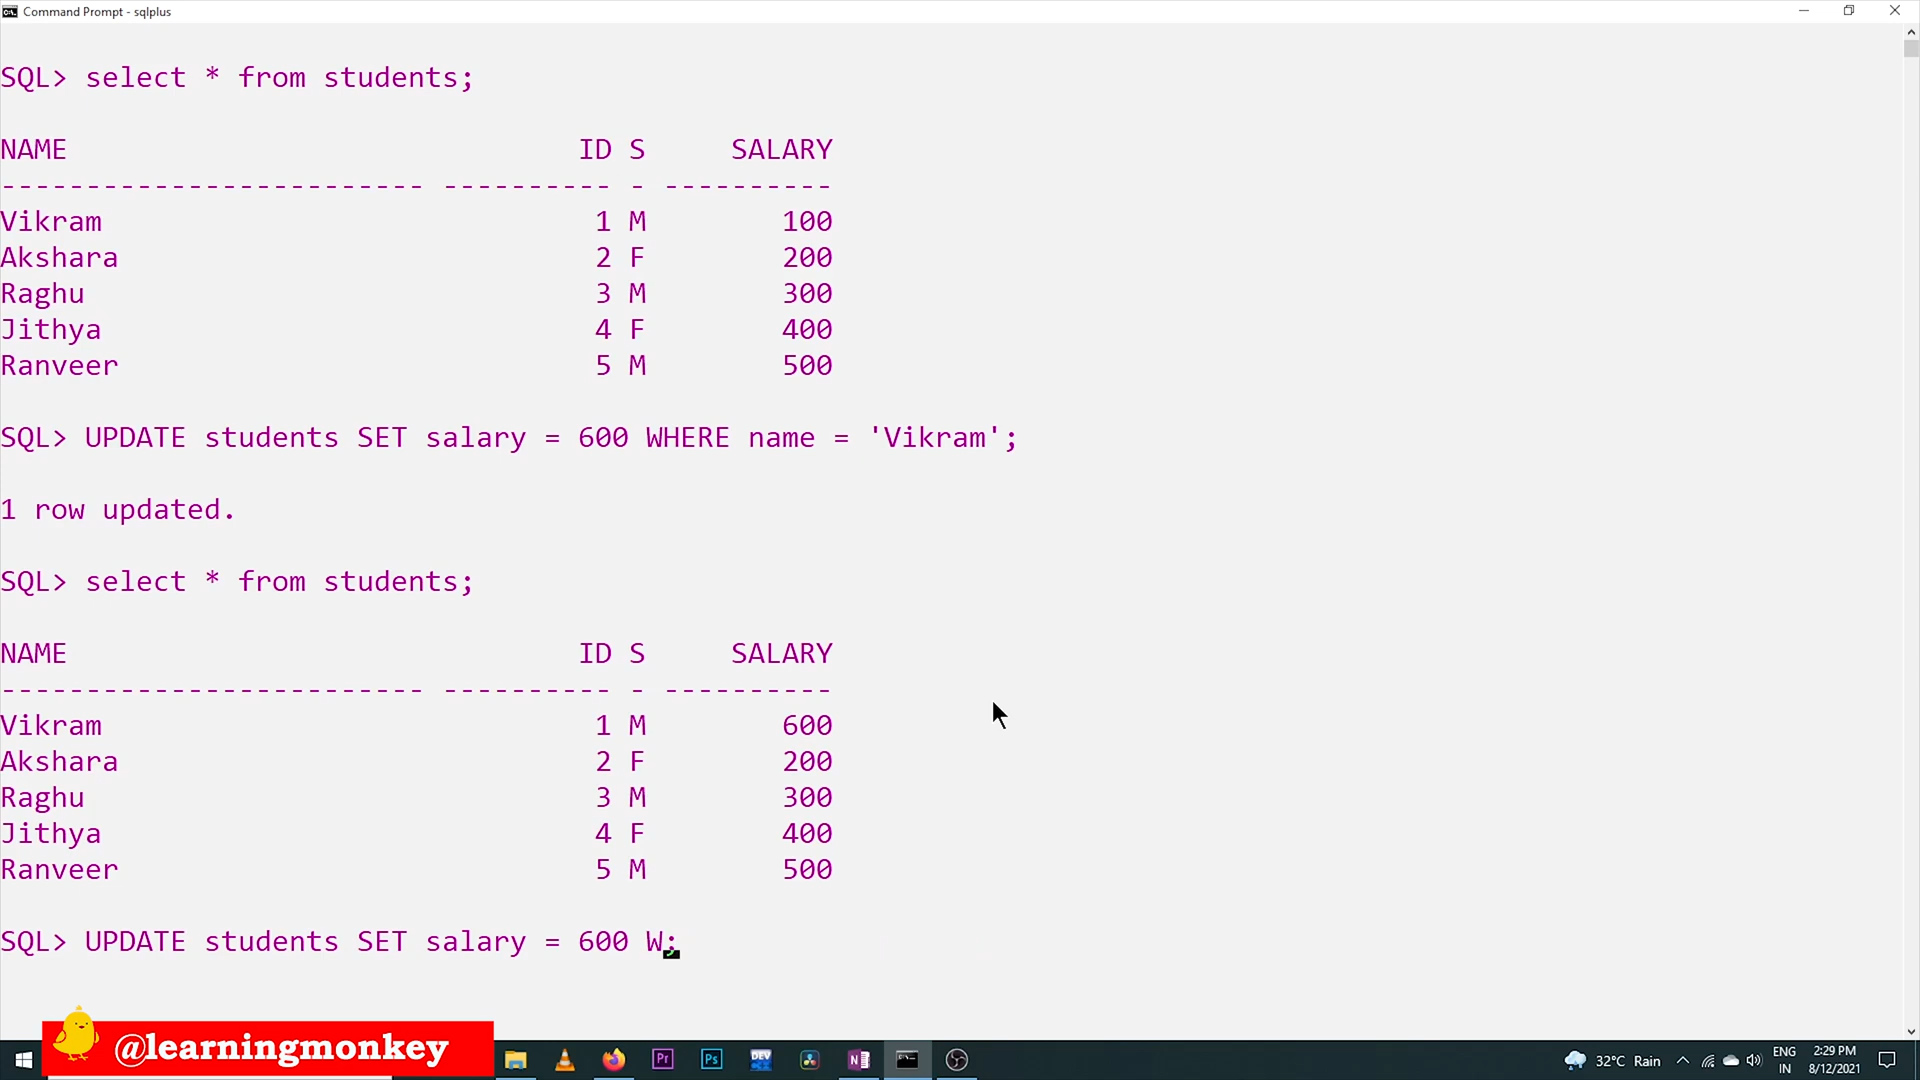 Command Prompt - sqlplus
SQL> select * from students;
NAME ID S SALARY
------------------------- ---------- - ----------
Vikram 1 M 100
Akshara 2 F 200
Raghu 3 M 300
Jithya 4 F 400
Ranveer 5 M 500
SQL> UPDATE students SET salary = 600 WHERE name = 'Vikram';
1 row updated.
SQL> select * from students;
NAME ID S SALARY
------------------------- ---------- - ----------
Vikram 1 M 600
Akshara 2 F 200
Raghu 3 M 300
Jithya 4 F 400
Ranveer 5 M 500
SQL> UPDATE students SET salary = 600 W;
@learningmonkey
Pr Ps DEV N
32°C Rain
ENG
IN
2:29 PM
8/12/2021